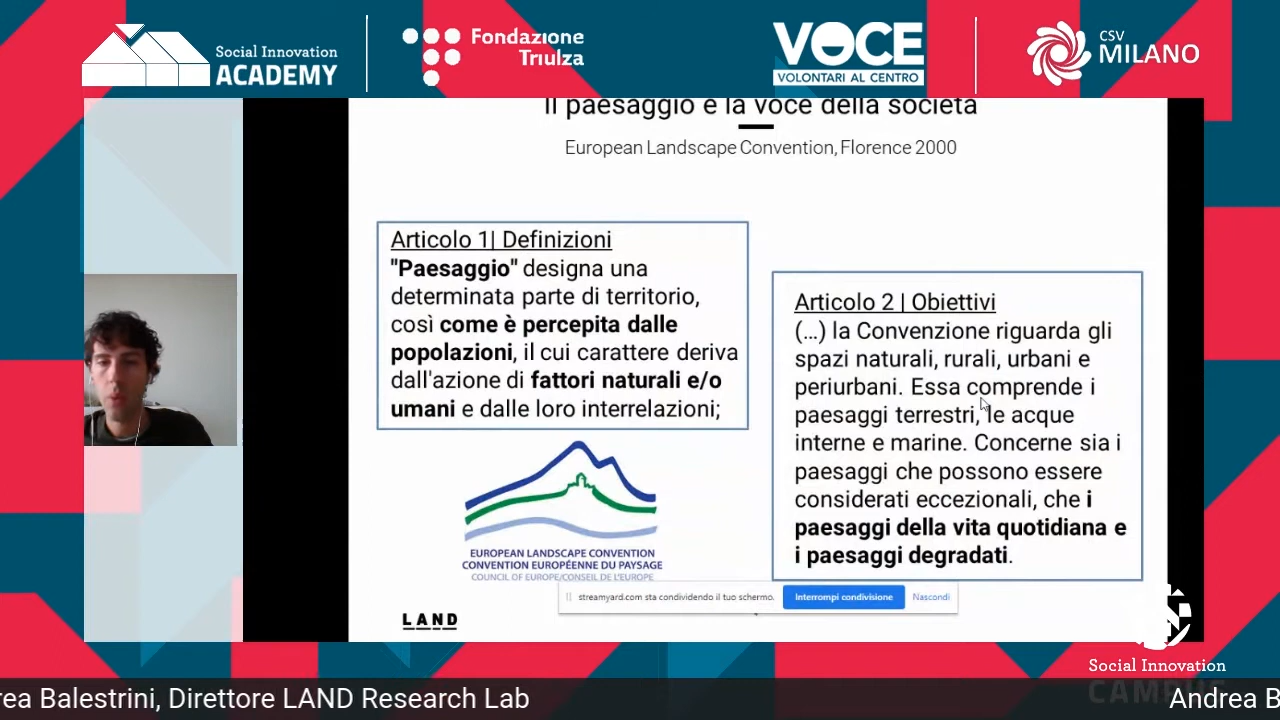 Social Innovation
ACADEMY
Fondazione
Triulza
VOCE
VOLONTARI AL CENTRO
CSV
MILANO
Il paesaggio è la voce della società
European Landscape Convention, Florence 2000
Articolo 1| Definizioni
"Paesaggio" designa una
determinata parte di territorio,
così come è percepita dalle
popolazioni, il cui carattere deriva
dall'azione di fattori naturali e/o
umani e dalle loro interrelazioni;
Articolo 2 | Obiettivi
(...) la Convenzione riguarda gli
spazi naturali, rurali, urbani e
periurbani. Essa comprende i
paesaggi terrestri, le acque
interne e marine. Concerne sia i
paesaggi che possono essere
considerati eccezionali, che i
paesaggi della vita quotidiana e
i paesaggi degradati.
EUROPEAN LANDSCAPE CONVENTION
CONVENTION EUROPÉENNE DU PAYSAGE
COUNCIL OF EUROPE/CONSEIL DE L'EUROPE
streamyard.com sta condividendo il tuo schermo.
Interrompi condivisione
Nascondi
LAND
Social Innovation
CAMPUS
rea Balestrini, Direttore LAND Research Lab
Andrea B